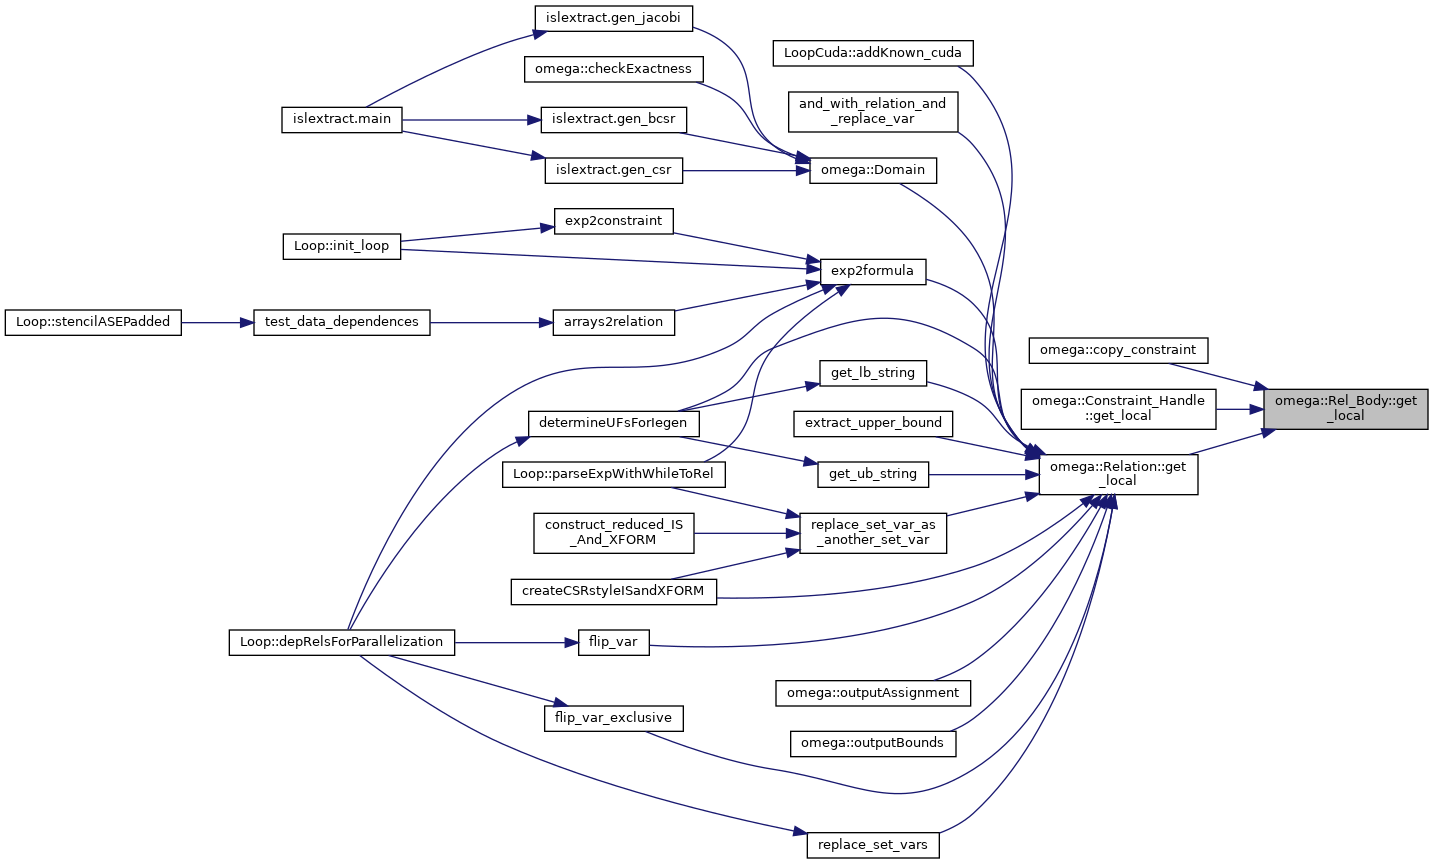 islextract.gen_jacobi
LoopCuda::addKnown_cuda
omega::checkExactness
and_with_relation_and
_replace_var
islextract.main
islextract.gen_bcsr
islextract.gen_csr
omega::Domain
exp2constraint
Loop::init_loop
exp2formula
Loop::stencilASEPadded
test_data_dependences
arrays2relation
omega::copy_constraint
get_lb_string
omega::Rel_Body::get
_local
omega::Constraint_Handle
::get_local
determineUFsForIegen
extract_upper_bound
Loop::parseExpWithWhileToRel
get_ub_string
omega::Relation::get
_local
construct_reduced_IS
_And_XFORM
replace_set_var_as
_another_set_var
createCSRstyleISandXFORM
Loop::depRelsForParallelization
flip_var
omega::outputAssignment
flip_var_exclusive
omega::outputBounds
replace_set_vars